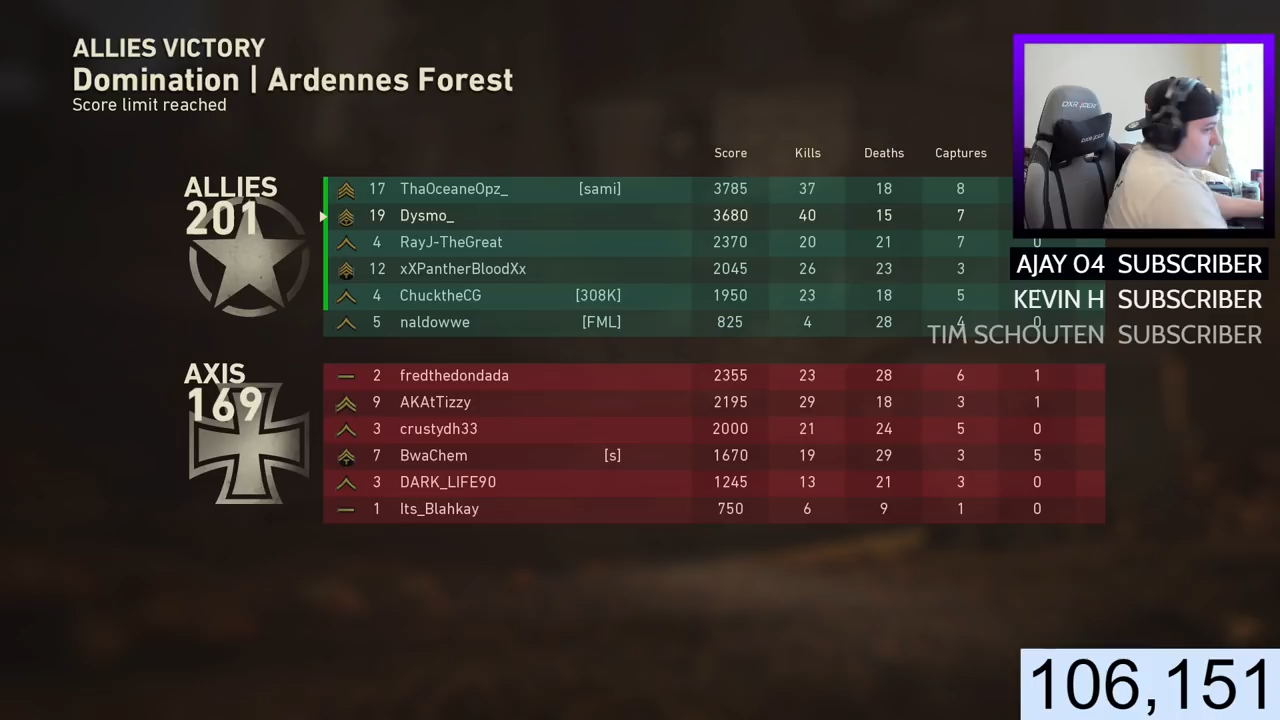 ALLIES VICTORY
Domination | Ardennes Forest
Score limit reached
Score Kills Deaths Captures
ALLIES
201
17 ThaOceaneOpz_ [sami] 3785 37 18 8
19 Dysmo_ 3680 40 15 7
4 RayJ-TheGreat 2370 20 21 7 0
12 xXPantherBloodXx 2045 26 23 3
4 ChucktheCG [308K] 1950 23 18 5
5 naldowwe [FML] 825 4 28 4 0
AJAY 04 SUBSCRIBER
KEVIN H SUBSCRIBER
TIM SCHOUTEN SUBSCRIBER
AXIS
169
2 fredthedondada 2355 23 28 6 1
9 AKAtTizzy 2195 29 18 3 1
3 crustydh33 2000 21 24 5 0
7 BwaChem [s] 1670 19 29 3 5
3 DARK_LIFE90 1245 13 21 3 0
1 Its_Blahkay 750 6 9 1 0
DXRACER
106,151